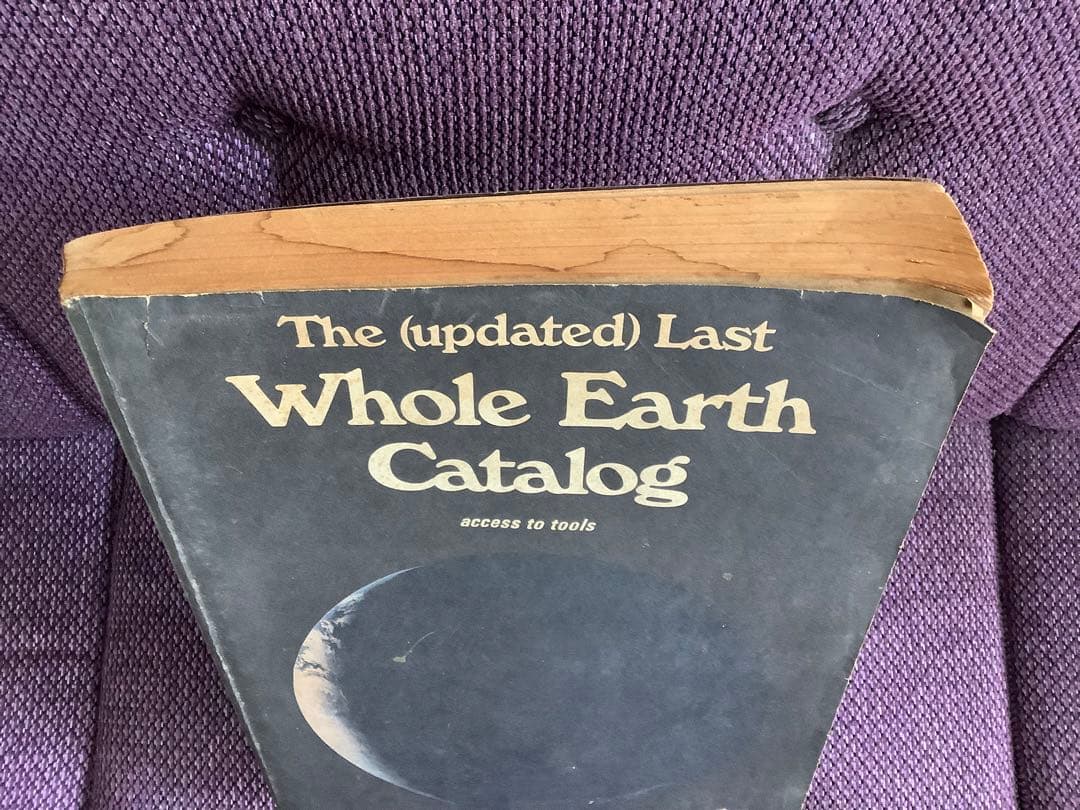 The (updated) Last
Whole Earth
Catalog
access to tools